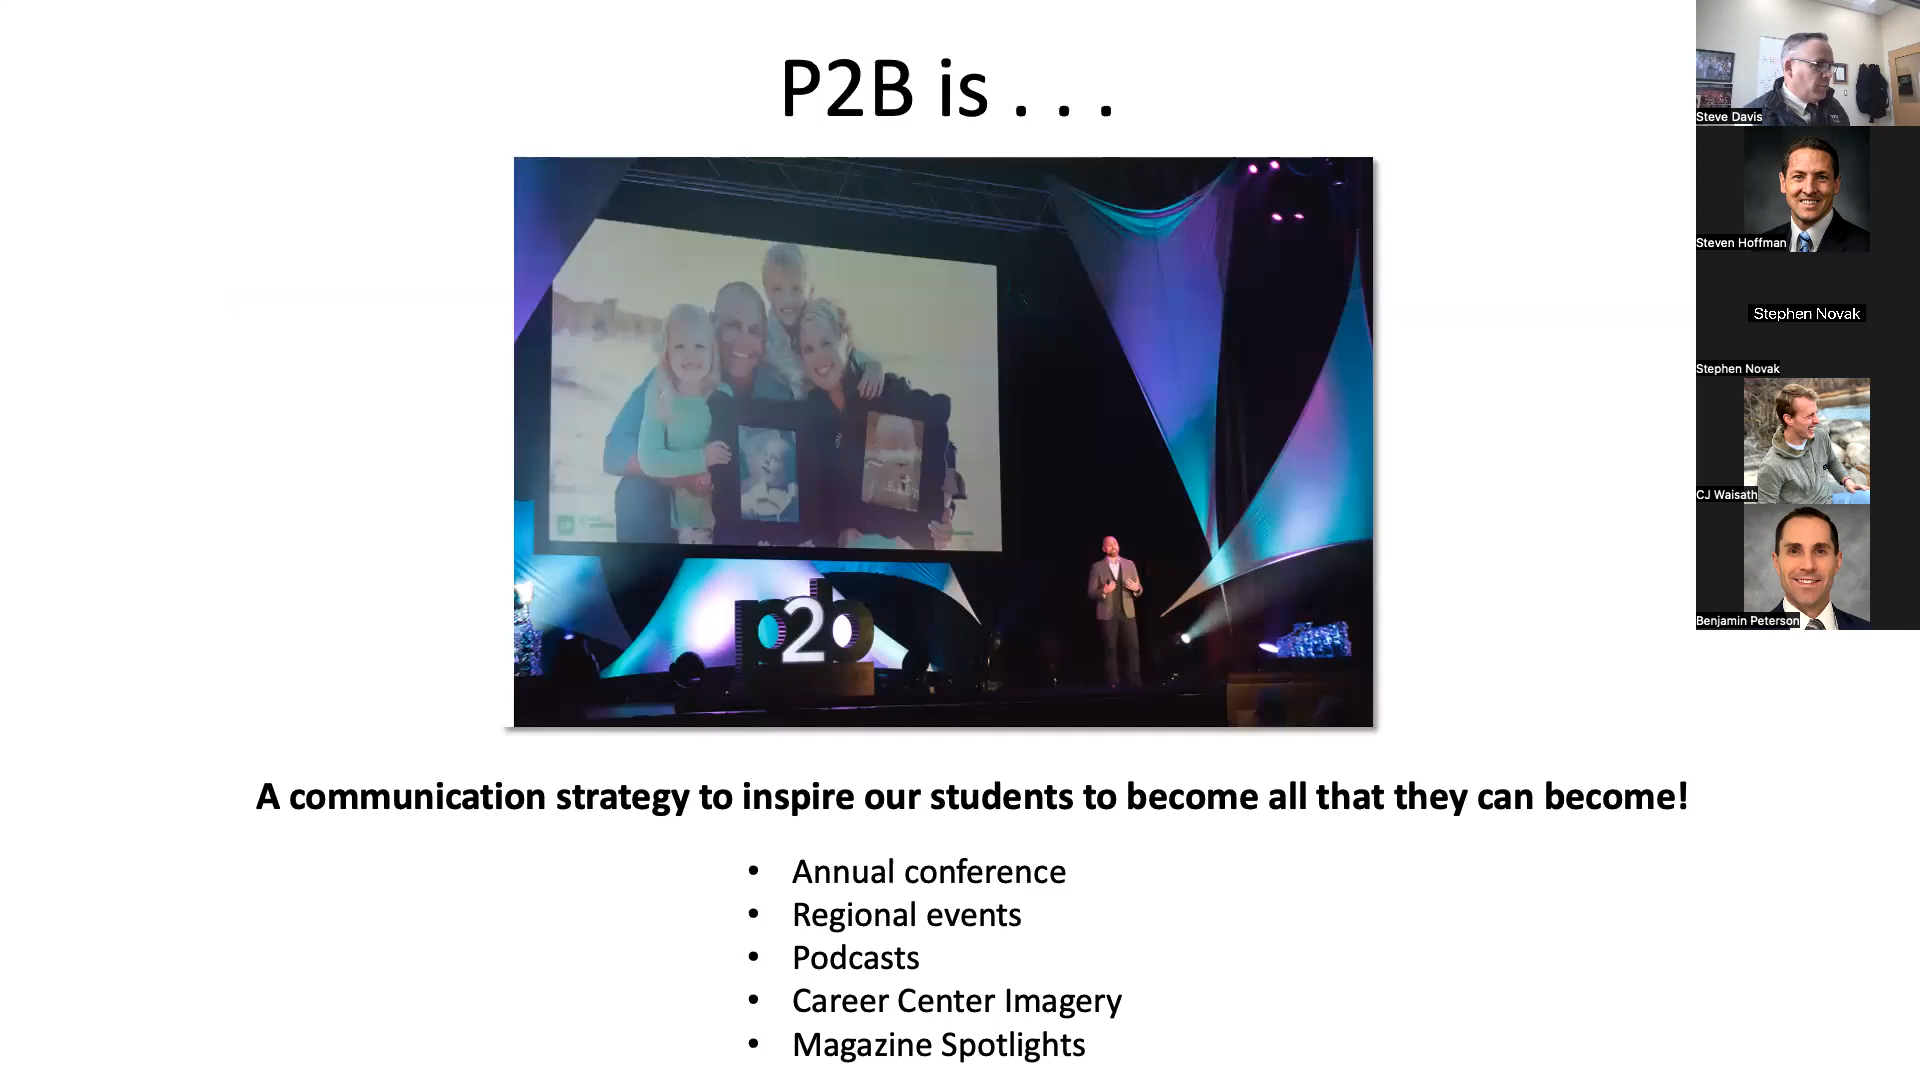 P2B is . . .
p2b
A communication strategy to inspire our students to become all that they can become!
• Annual conference
• Regional events
• Podcasts
• Career Center Imagery
• Magazine Spotlights
Steve Davis
Steven Hoffman
Stephen Novak
Stephen Novak
CJ Waisath
Benjamin Peterson